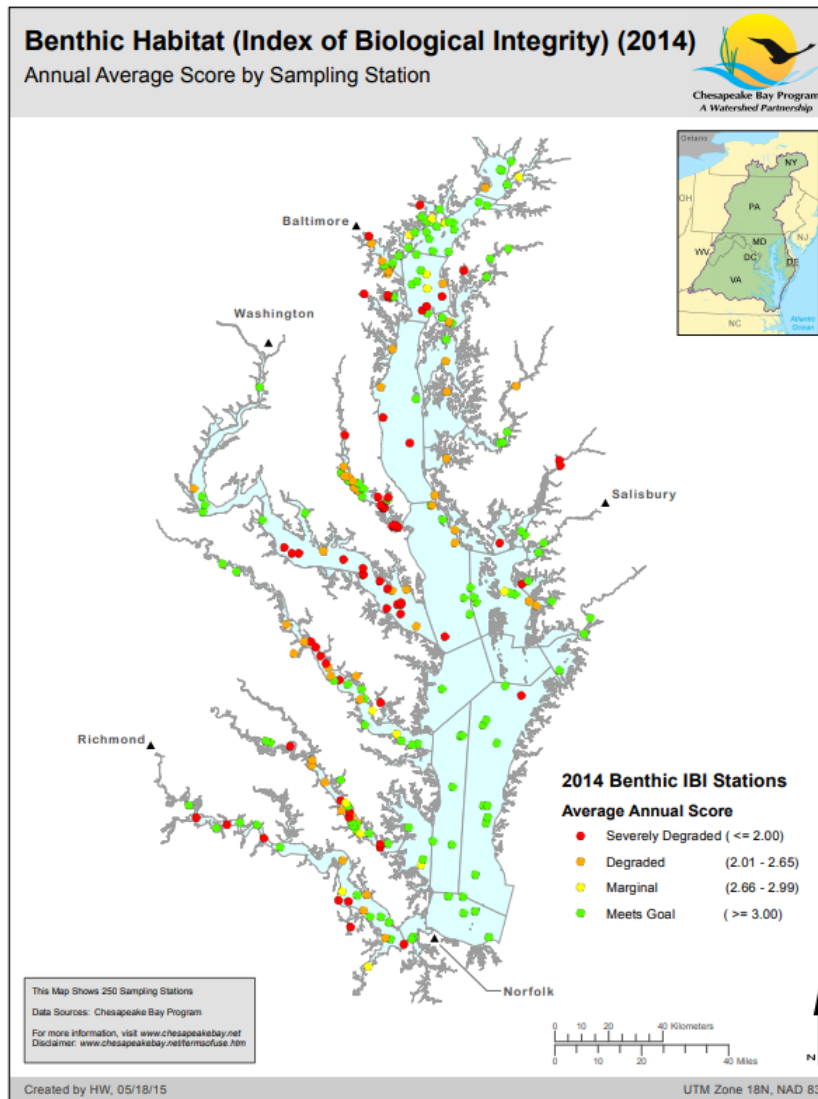 Benthic Habitat (Index of Biological Integrity) (2014)
Annual Average Score by Sampling Station
Chesapeake Bay Program
A Watershed Partnership
Ontario
NY
OH
PA
NJ
MD
WV
DC
DE
VA
NC
Atlantic
Ocean
Baltimore
Washington
Salisbury
Richmond
Norfolk
2014 Benthic IBI Stations
Average Annual Score
Severely Degraded ( <= 2.00)
Degraded (2.01 - 2.65)
Marginal (2.66 - 2.99)
Meets Goal ( >= 3.00)
This Map Shows 250 Sampling Stations
Data Sources: Chesapeake Bay Program
For more information, visit www.chesapeakebay.net
Disclaimer: www.chesapeakebay.net/termsofuse.htm
0 10 20 40 Kilometers
0 10 20 40 Miles
N
Created by HW, 05/18/15
UTM Zone 18N, NAD 83